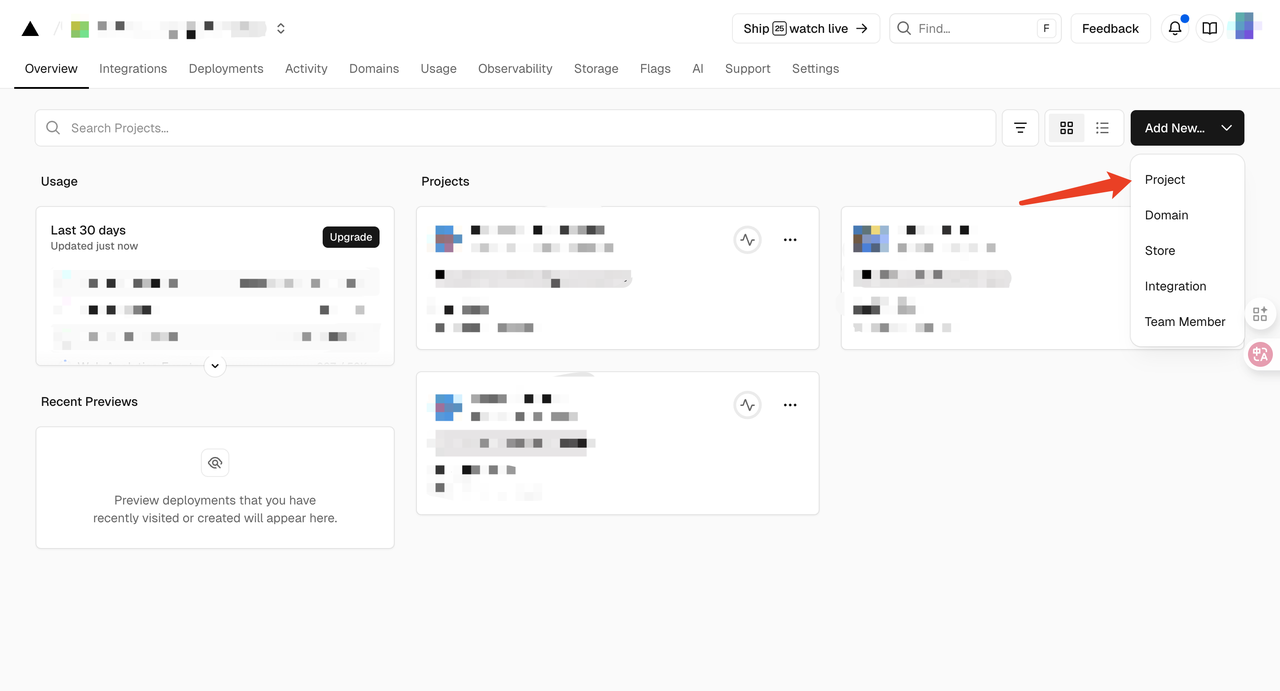 Ship 25 watch live →
Find...
F
Feedback
Overview
Integrations
Deployments
Activity
Domains
Usage
Observability
Storage
Flags
AI
Support
Settings
Search Projects...
Add New...
Project
Domain
Store
Integration
Team Member
Usage
Last 30 days
Updated just now
Upgrade
Recent Previews
Preview deployments that you have
recently visited or created will appear here.
Projects